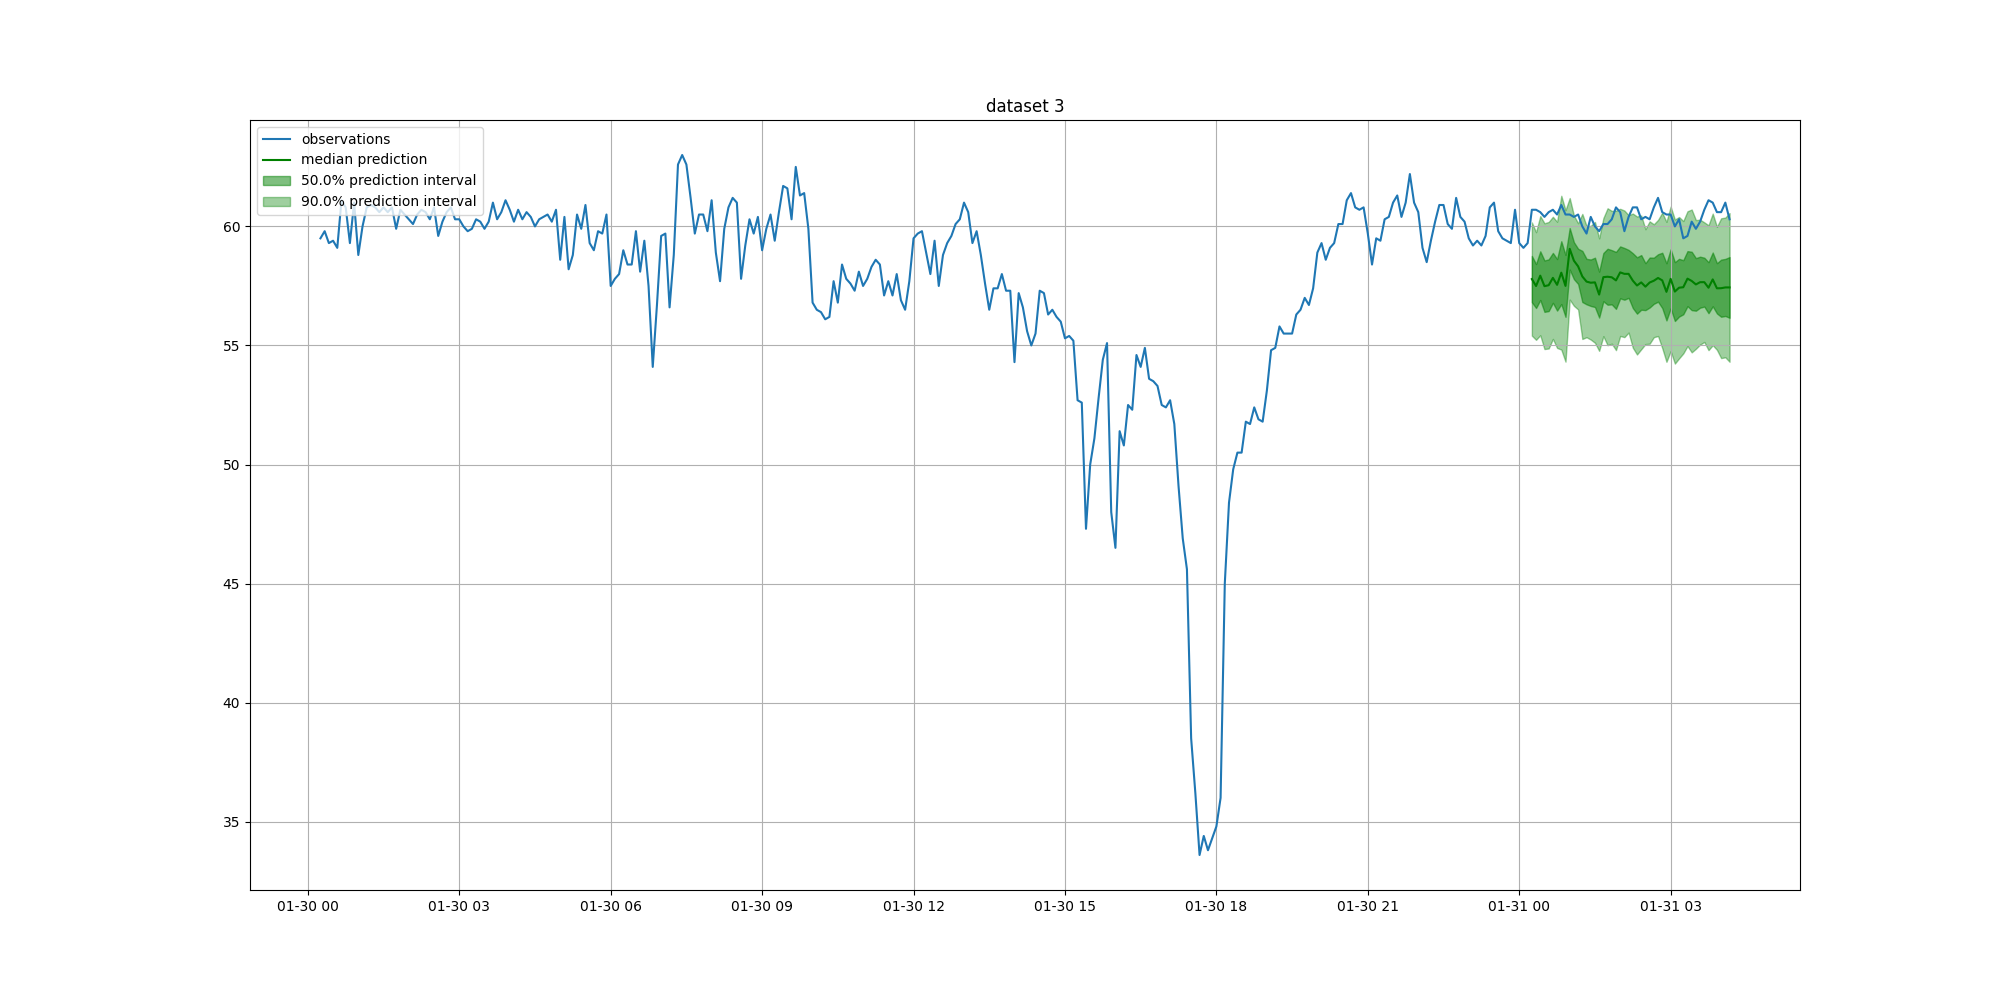 dataset 3
observations
median prediction
50.0% prediction interval
90.0% prediction interval
60
55
50
45
40
35
01-30 00 01-30 03 01-30 06 01-30 09 01-30 12 01-30 15 01-30 18 01-30 21 01-31 00 01-31 03